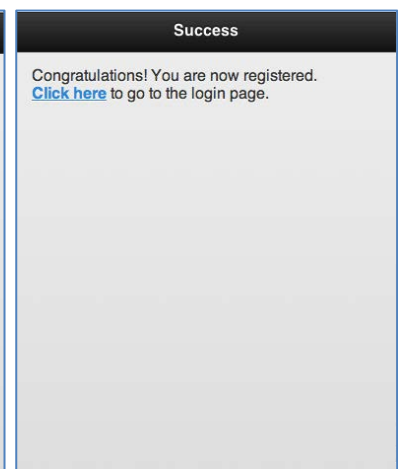 Success
Congratulations! You are now registered.
Click here to go to the login page.